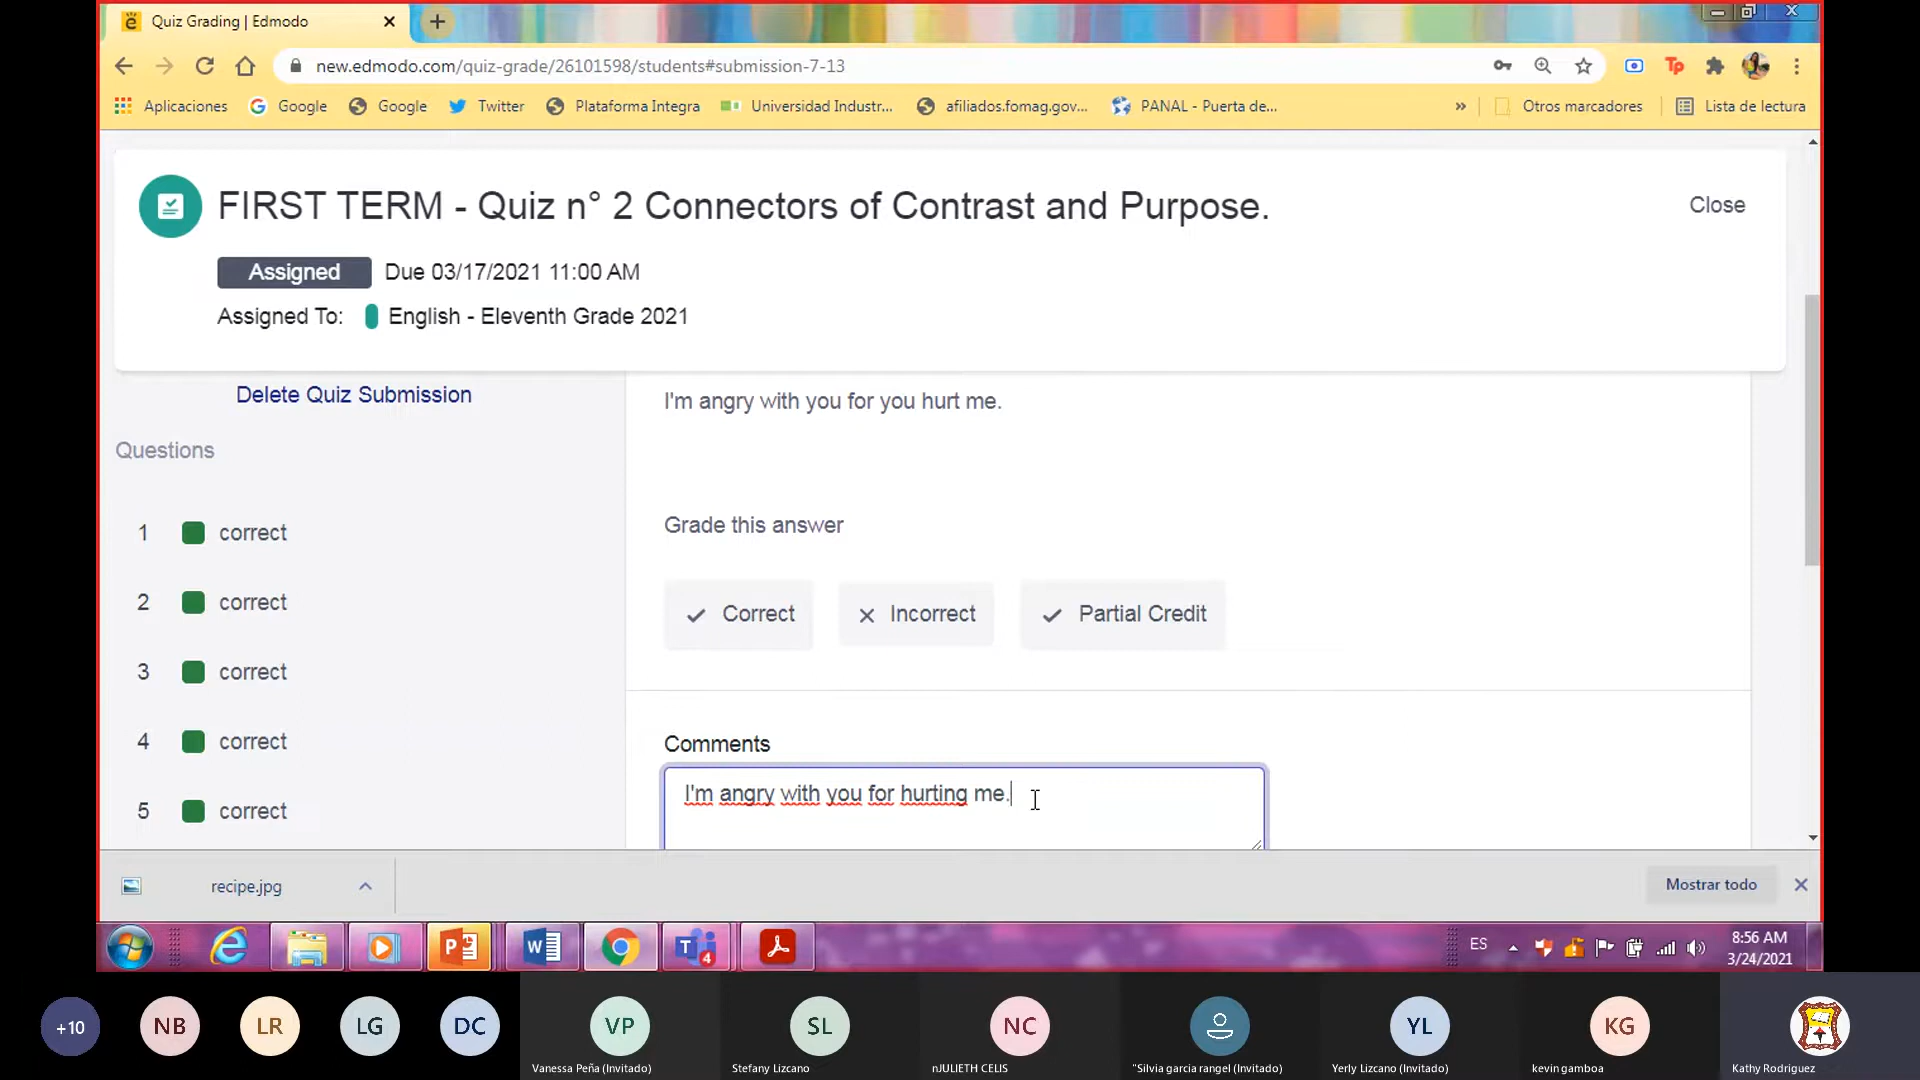 Quiz Grading | Edmodo
new.edmodo.com/quiz-grade/26101598/students#submission-7-13
Tp
Aplicaciones
Google
Google
Twitter
Plataforma Integra
Universidad Industr...
afiliados.fomag.gov...
PANAL - Puerta de...
»
Otros marcadores
Lista de lectura
FIRST TERM - Quiz n° 2 Connectors of Contrast and Purpose.
Close
Assigned
Due 03/17/2021 11:00 AM
Assigned To:
English - Eleventh Grade 2021
Delete Quiz Submission
I'm angry with you for you hurt me.
Questions
Grade this answer
1 correct
2 correct
3 correct
4 correct
5 correct
Correct
Incorrect
Partial Credit
Comments
I'm angry with you for hurting me.
recipe.jpg
Mostrar todo
4
ES
8:56 AM
3/24/2021
+10
NB
LR
LG
DC
VP
SL
NC
YL
KG
Vanessa Peña (Invitado)
Stefany Lizcano
nJULIETH CELIS
"Silvia garcia rangel (Invitado)
Yerly Lizcano (Invitado)
kevin gamboa
Kathy Rodriguez